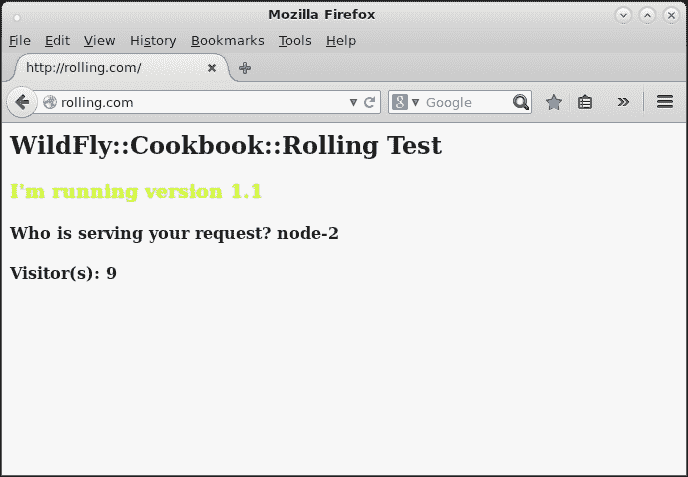 Mozilla Firefox
File Edit View History Bookmarks Tools Help
http://rolling.com/
rolling.com
Google
WildFly::Cookbook::Rolling Test
I'm running version 1.1
Who is serving your request? node-2
Visitor(s): 9